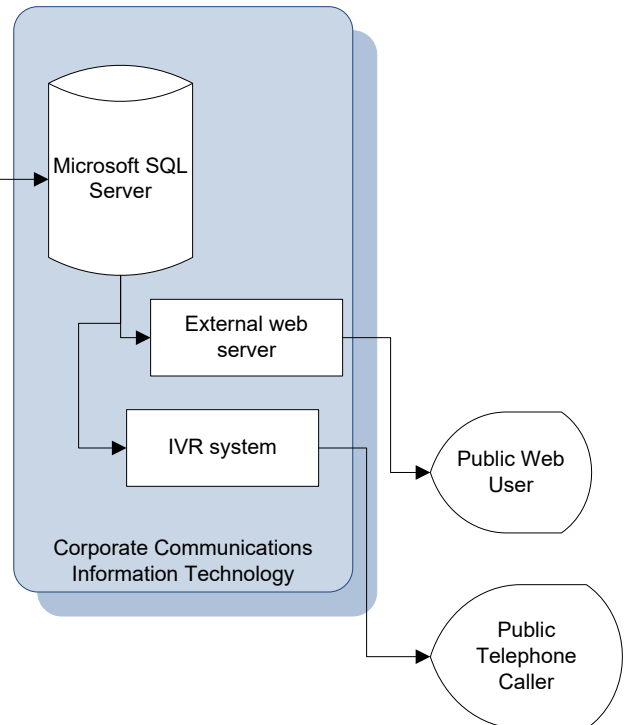 Microsoft SQL
Server
External web
server
IVR system
Public Web
User
Corporate Communications
Information Technology
Public
Telephone
Caller